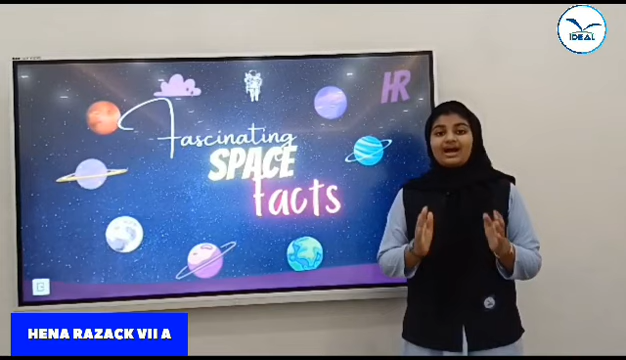 IDEAL
HR
Fascinating
SPACE
facts
HENA RAZACK VII A